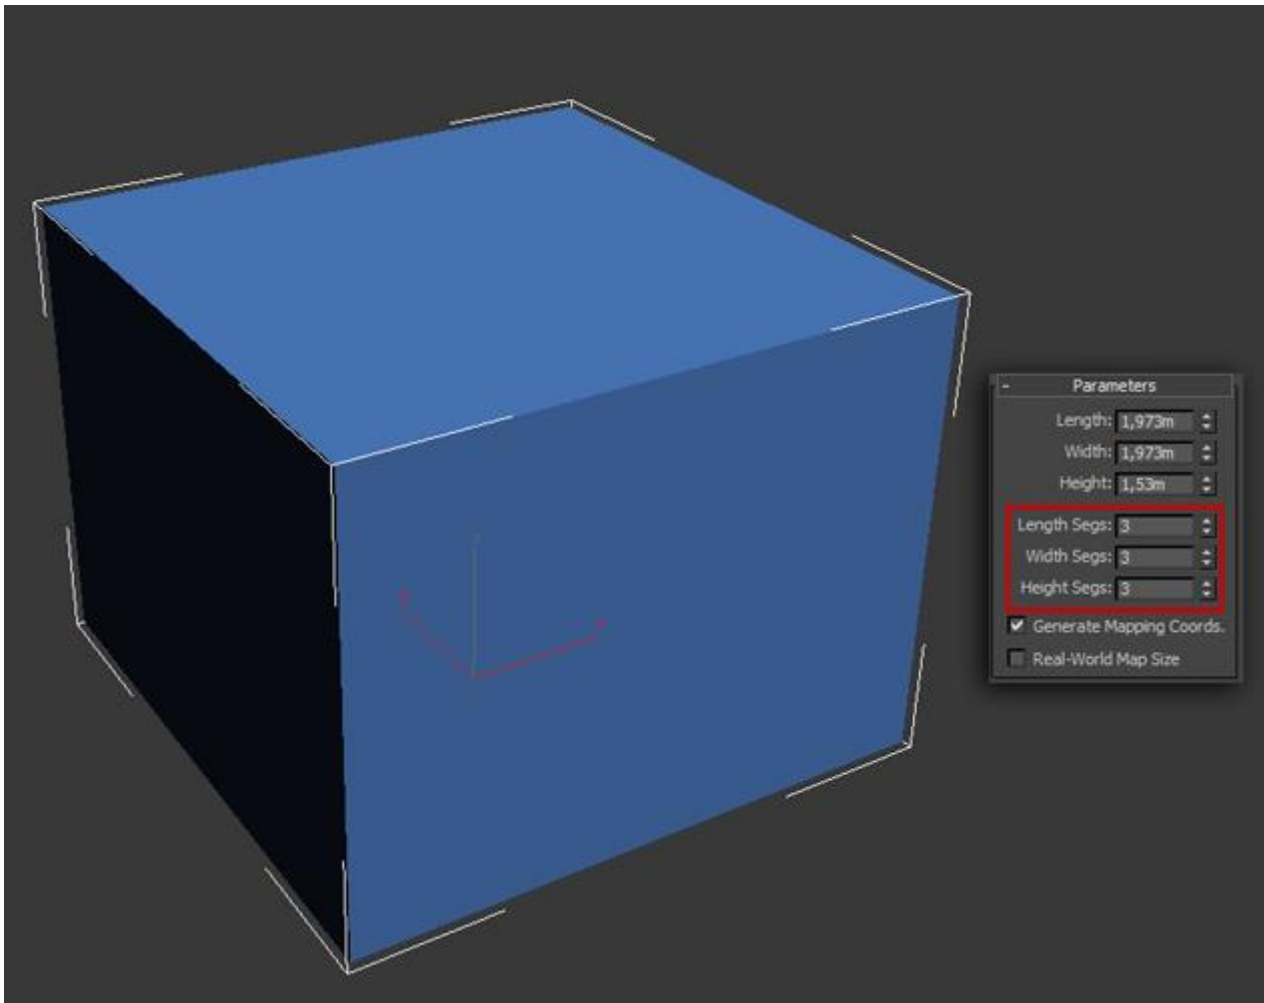 - Parameters
Length: 1,973m
Width: 1,973m
Height: 1,53m
Length Segs: 3
Width Segs: 3
Height Segs: 3
Generate Mapping Coords.
Real-World Map Size